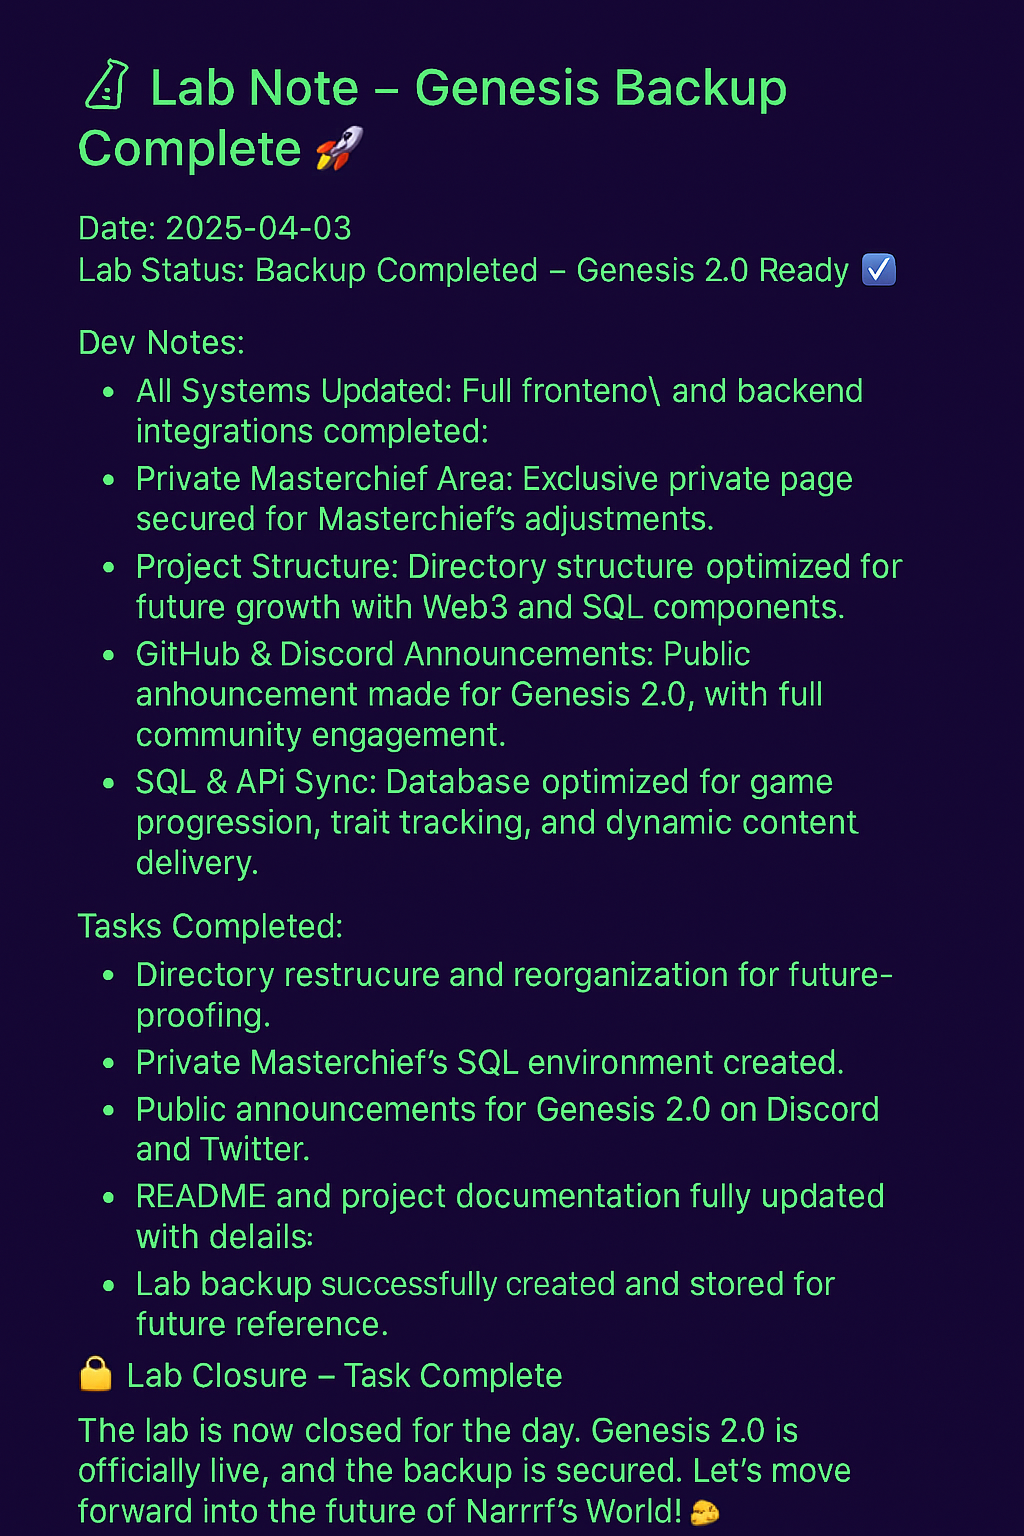 Lab Note – Genesis Backup
Complete 🚀
Date: 2025-04-03
Lab Status: Backup Completed – Genesis 2.0 Ready ☑️
Dev Notes:
• All Systems Updated: Full fronteno\ and backend
integrations completed:
• Private Masterchief Area: Exclusive private page
secured for Masterchief’s adjustments.
• Project Structure: Directory structure optimized for
future growth with Web3 and SQL components.
• GitHub & Discord Announcements: Public
anhouncement made for Genesis 2.0, with full
community engagement.
• SQL & APi Sync: Database optimized for game
progression, trait tracking, and dynamic content
delivery.
Tasks Completed:
• Directory restrucure and reorganization for future-
proofing.
• Private Masterchief’s SQL environment created.
• Public announcements for Genesis 2.0 on Discord
and Twitter.
• README and project documentation fully updated
with delails:
• Lab backup successfully created and stored for
future reference.
🔒 Lab Closure – Task Complete
The lab is now closed for the day. Genesis 2.0 is
officially live, and the backup is secured. Let’s move
forward into the future of Narrrf’s World! 🧀